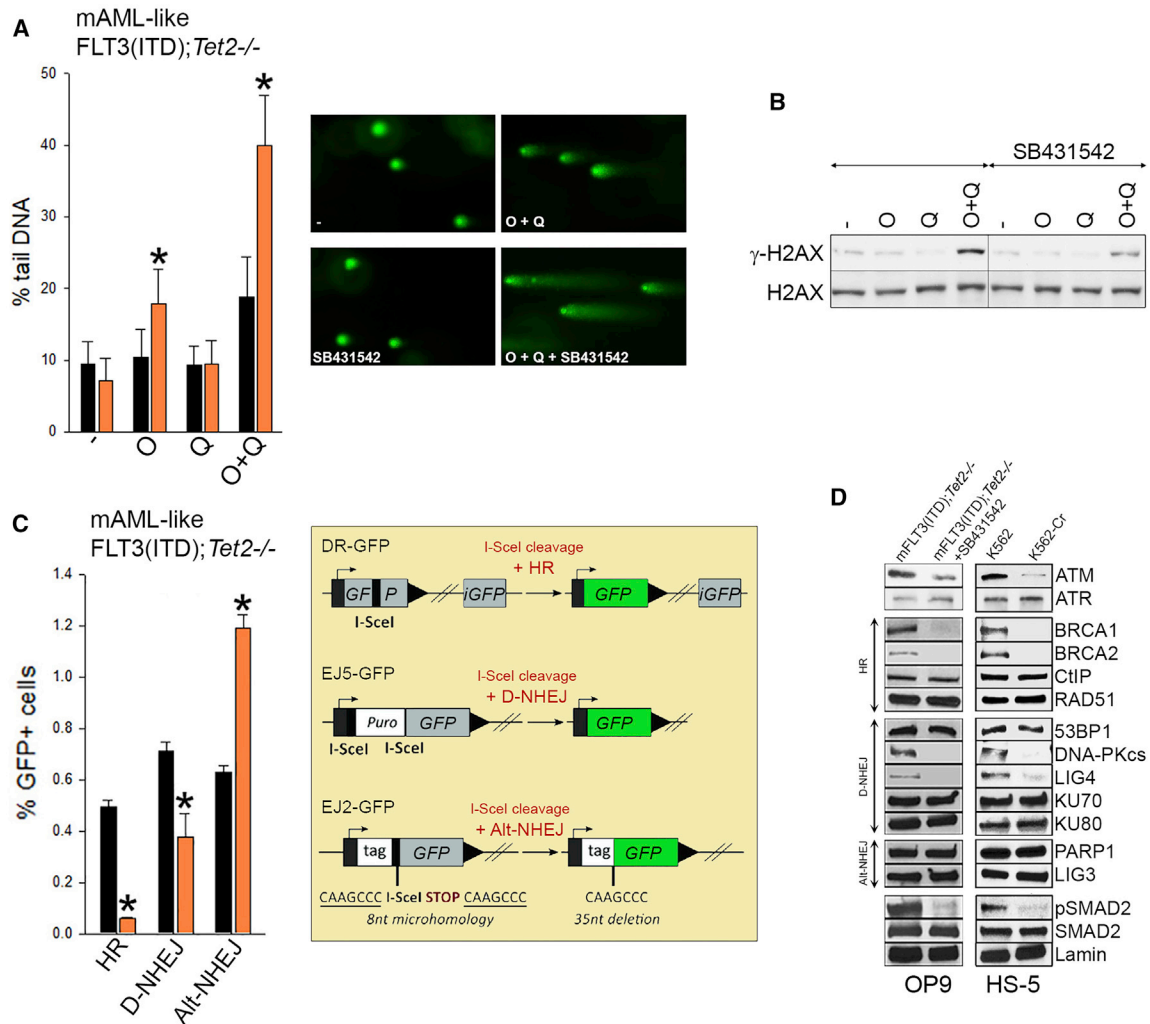 A
mAML-like
FLT3(ITD);Tet2-/-
50
40
30
20
10
0
% tail DNA
*
*
-
O
Q
O+Q
-
O + Q
SB431542
O + Q + SB431542
B
SB431542
- O Q O+Q - O Q O+Q
γ-H2AX
H2AX
C
mAML-like
FLT3(ITD);Tet2-/-
1.4
1.2
1.0
0.8
0.6
0.4
0.2
0.0
% GFP+ cells
*
*
*
HR
D-NHEJ
Alt-NHEJ
DR-GFP
I-SceI cleavage
+ HR
GF P iGFP GFP iGFP
I-SceI
EJ5-GFP
I-SceI cleavage
+ D-NHEJ
Puro GFP GFP
I-SceI I-SceI
EJ2-GFP
I-SceI cleavage
+ Alt-NHEJ
tag GFP tag GFP
CAAGCCC I-SceI STOP CAAGCCC CAAGCCC
8nt microhomology 35nt deletion
D
mFLT3(ITD);Tet2-/-
mFLT3(ITD);Tet2-/-
+SB431542
K562
K562-Cr
ATM
ATR
HR
BRCA1
BRCA2
CtIP
RAD51
D-NHEJ
53BP1
DNA-PKcs
LIG4
KU70
KU80
Alt-NHEJ
PARP1
LIG3
pSMAD2
SMAD2
Lamin
OP9 HS-5